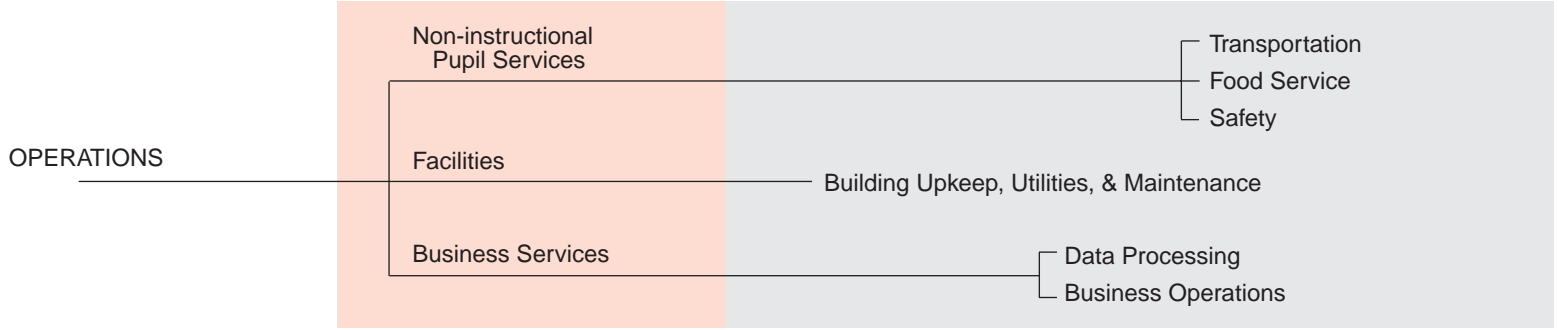 Non-instructional
Pupil Services
Transportation
Food Service
Safety
OPERATIONS
Facilities
Building Upkeep, Utilities, & Maintenance
Business Services
Data Processing
Business Operations